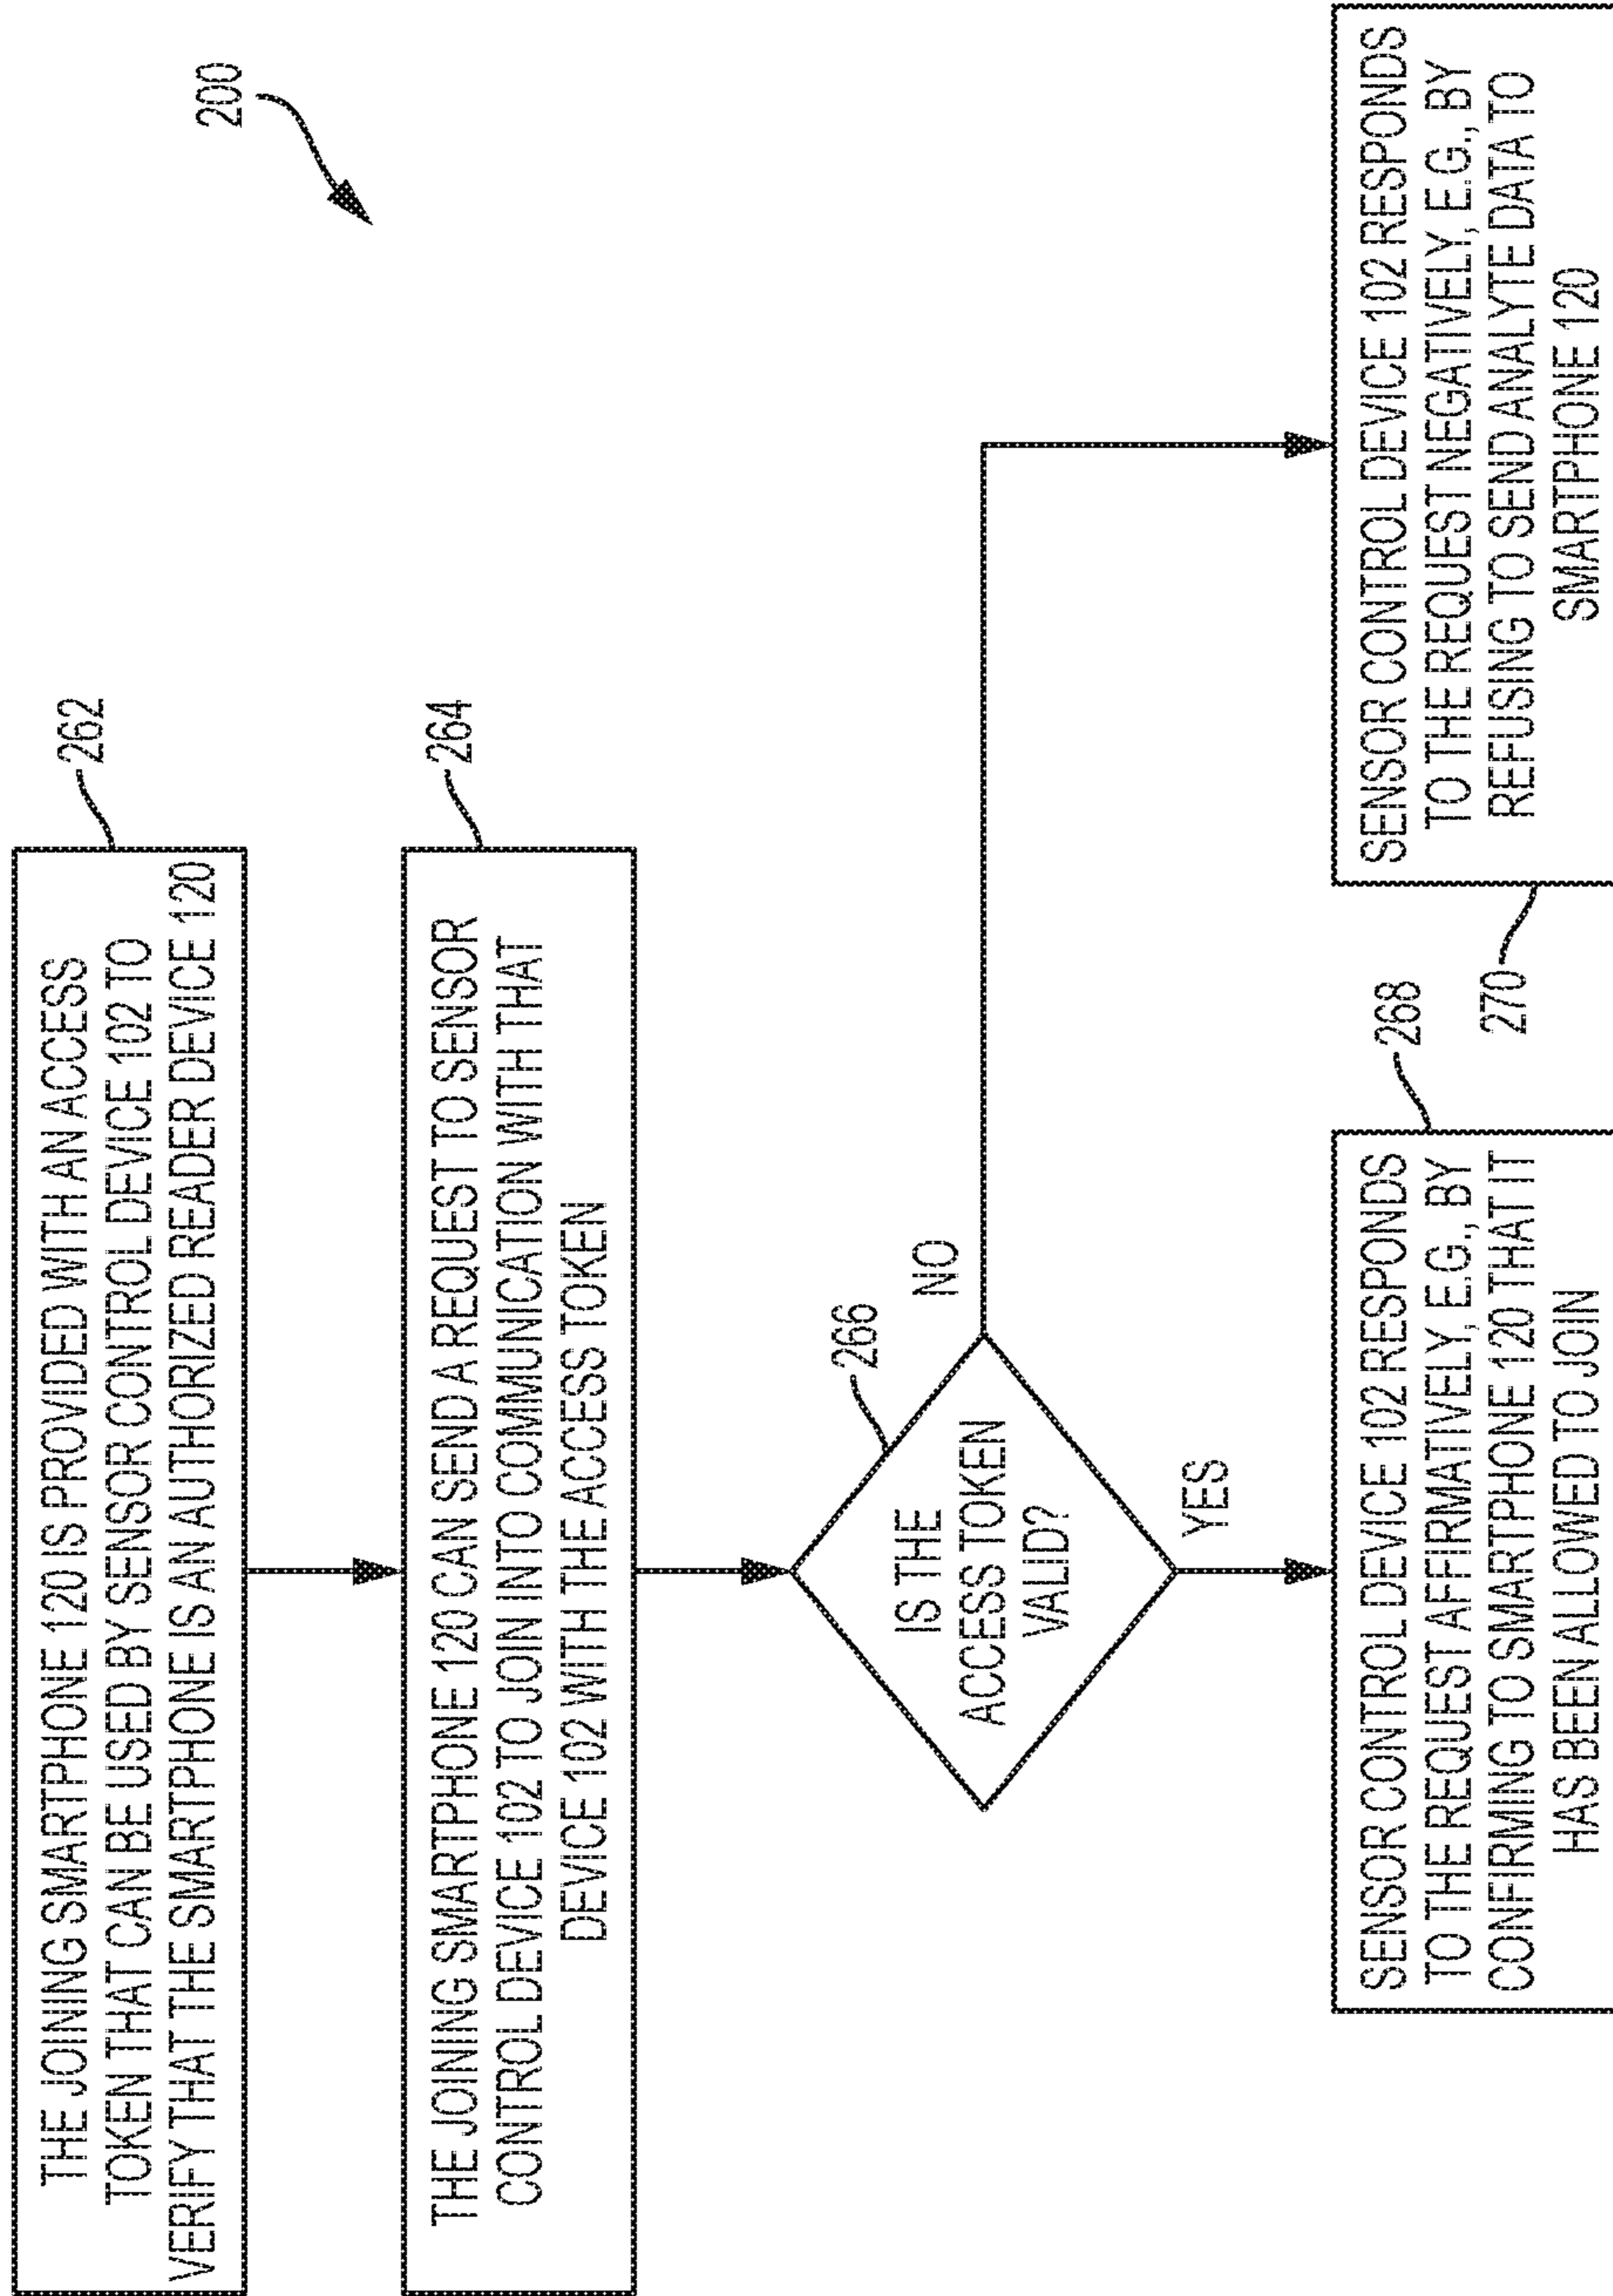 200
THE JOINING SMARTPHONE 120 IS PROVIDED WITH AN ACCESS
TOKEN THAT CAN BE USED BY SENSOR CONTROL DEVICE 102 TO
VERIFY THAT THE SMARTPHONE IS AN AUTHORIZED READER DEVICE 120
262
THE JOINING SMARTPHONE 120 CAN SEND A REQUEST TO SENSOR
CONTROL DEVICE 102 TO JOIN INTO COMMUNICATION WITH THAT
DEVICE 102 WITH THE ACCESS TOKEN
264
IS THE
ACCESS TOKEN
VALID?
266
NO
YES
SENSOR CONTROL DEVICE 102 RESPONDS
TO THE REQUEST AFFIRMATIVELY, E.G., BY
CONFIRMING TO SMARTPHONE 120 THAT IT
HAS BEEN ALLOWED TO JOIN
268
SENSOR CONTROL DEVICE 102 RESPONDS
TO THE REQUEST NEGATIVELY, E.G., BY
REFUSING TO SEND ANALYTE DATA TO
SMARTPHONE 120
270